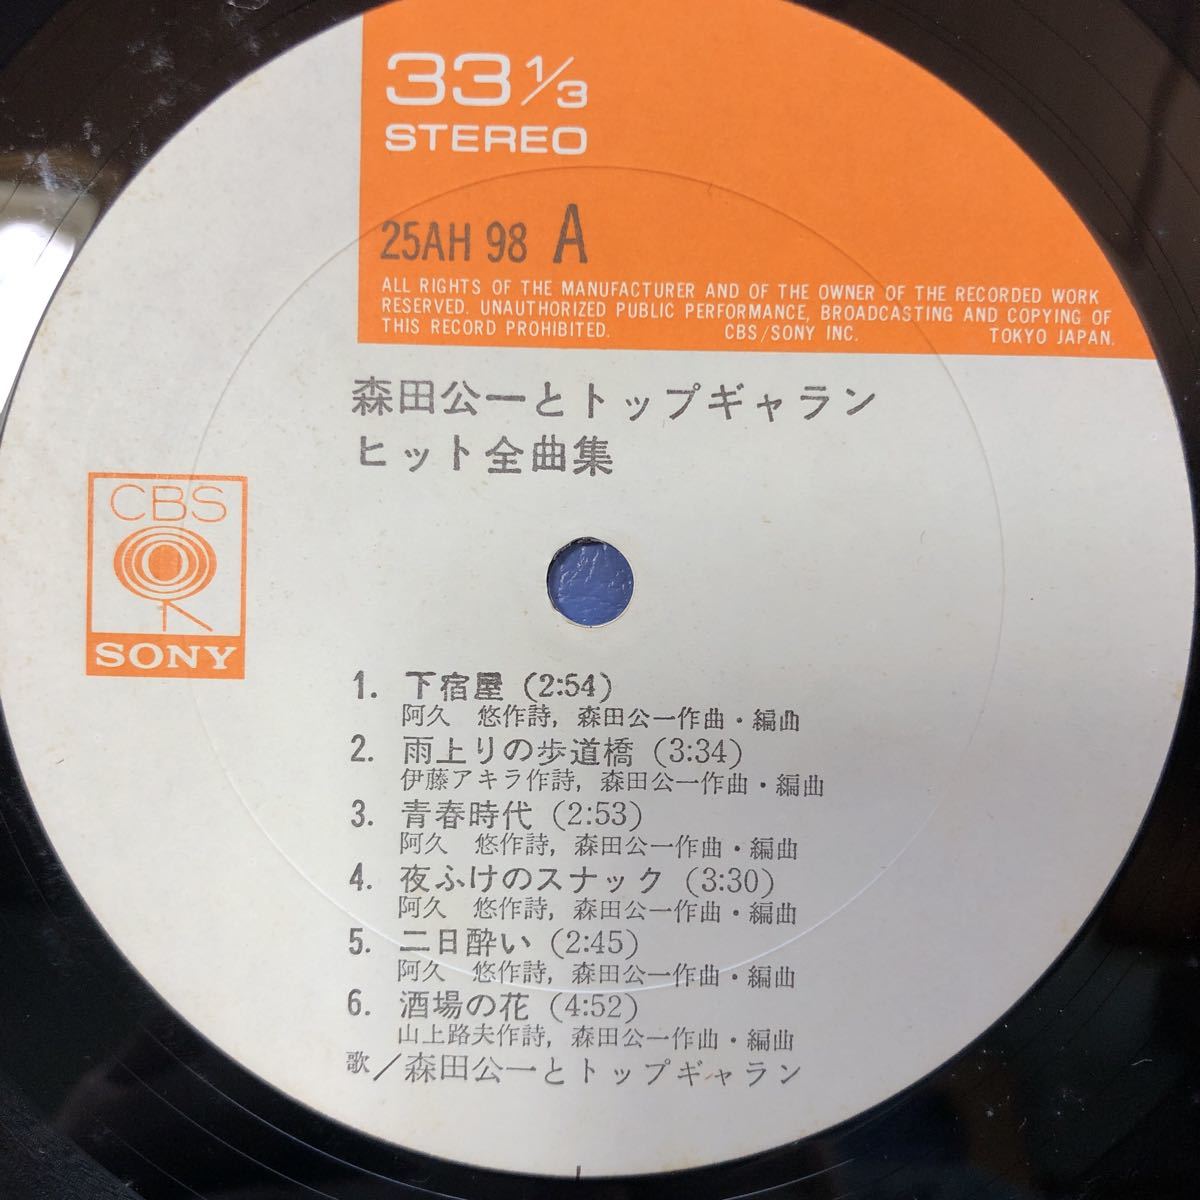 33 1/3
STEREO
25AH 98 A
ALL RIGHTS OF THE MANUFACTURER AND OF THE OWNER OF THE RECORDED WORK
RESERVED. UNAUTHORIZED PUBLIC PERFORMANCE, BROADCASTING AND COPYING OF
THIS RECORD PROHIBITED. CBS/SONY INC. TOKYO JAPAN.
森田公一とトップギャラン
ヒット全曲集
CBS
SONY
1. 下宿屋 (2:54)
阿久 悠作詩, 森田公一作曲・編曲
2. 雨上りの歩道橋 (3:34)
伊藤アキラ作詩, 森田公一作曲・編曲
3. 青春時代 (2:53)
阿久 悠作詩, 森田公一作曲・編曲
4. 夜ふけのスナック (3:30)
阿久 悠作詩, 森田公一作曲・編曲
5. 二日酔い (2:45)
阿久 悠作詩, 森田公一作曲・編曲
6. 酒場の花 (4:52)
山上路夫作詩, 森田公一作曲・編曲
歌/森田公一とトップギャラン